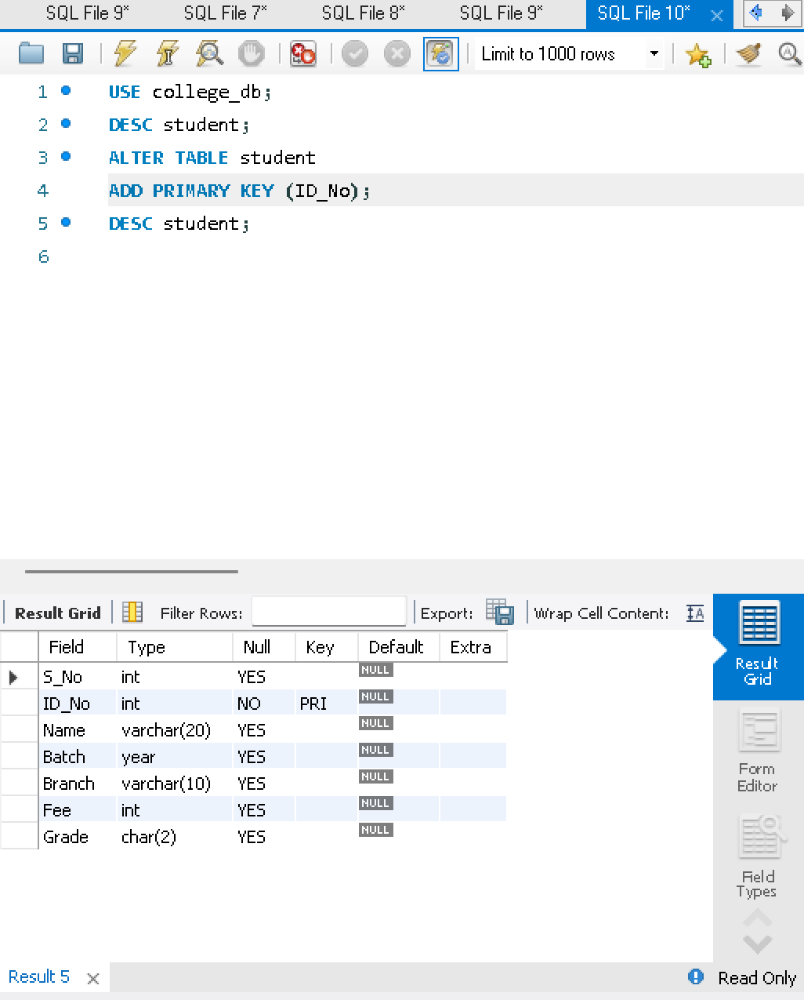 SQL File 9* SQL File 7* SQL File 8* SQL File 9* SQL File 10*
Limit to 1000 rows
1 USE college_db;
2 DESC student;
3 ALTER TABLE student
4 ADD PRIMARY KEY (ID_No);
5 DESC student;
6
Result Grid Filter Rows: Export: Wrap Cell Content: IA
Field Type Null Key Default Extra
S_No int YES NULL
ID_No int NO PRI NULL
Name varchar(20) YES NULL
Batch year YES NULL
Branch varchar(10) YES NULL
Fee int YES NULL
Grade char(2) YES NULL
Result
Grid
Form
Editor
Field
Types
Result 5 Read Only